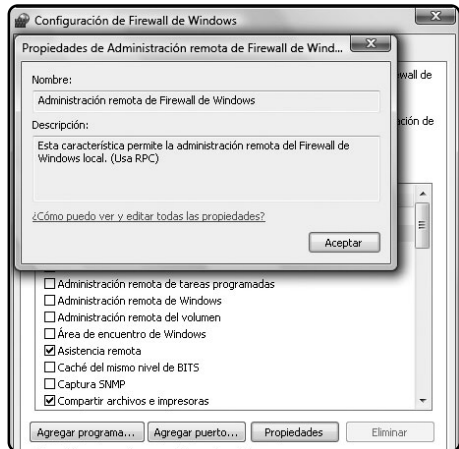 Configuración de Firewall de Windows
Propiedades de Administración remota de Firewall de Wind...
wall de
Nombre:
Administración remota de Firewall de Windows
Descripción:
ción de
Esta característica permite la administración remota del Firewall de
Windows local. (Usa RPC)
¿Cómo puedo ver y editar todas las propiedades?
Aceptar
Administración remota de tareas programadas
Administración remota de Windows
Administración remota del volumen
Área de encuentro de Windows
Asistencia remota
Caché del mismo nivel de BITS
Captura SNMP
Compartir archivos e impresoras
Agregar programa... Agregar puerto... Propiedades Eliminar